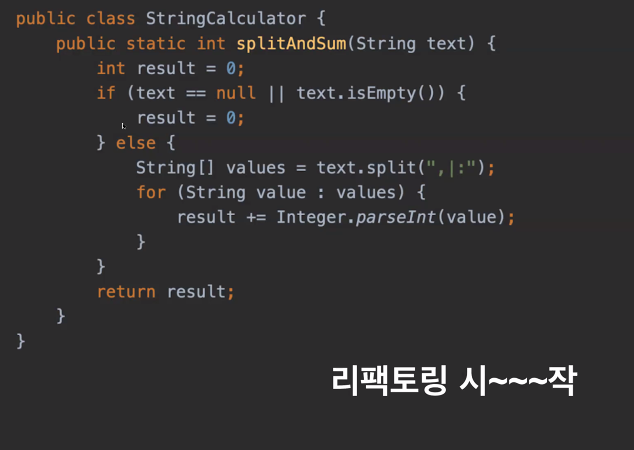 public class StringCalculator {
    public static int splitAndSum(String text) {
        int result = 0;
        if (text == null || text.isEmpty()) {
            result = 0;
        } else {
            String[] values = text.split(",|:");
            for (String value : values) {
                result += Integer.parseInt(value);
            }
        }
        return result;
    }
}
리팩토링 시~~~작